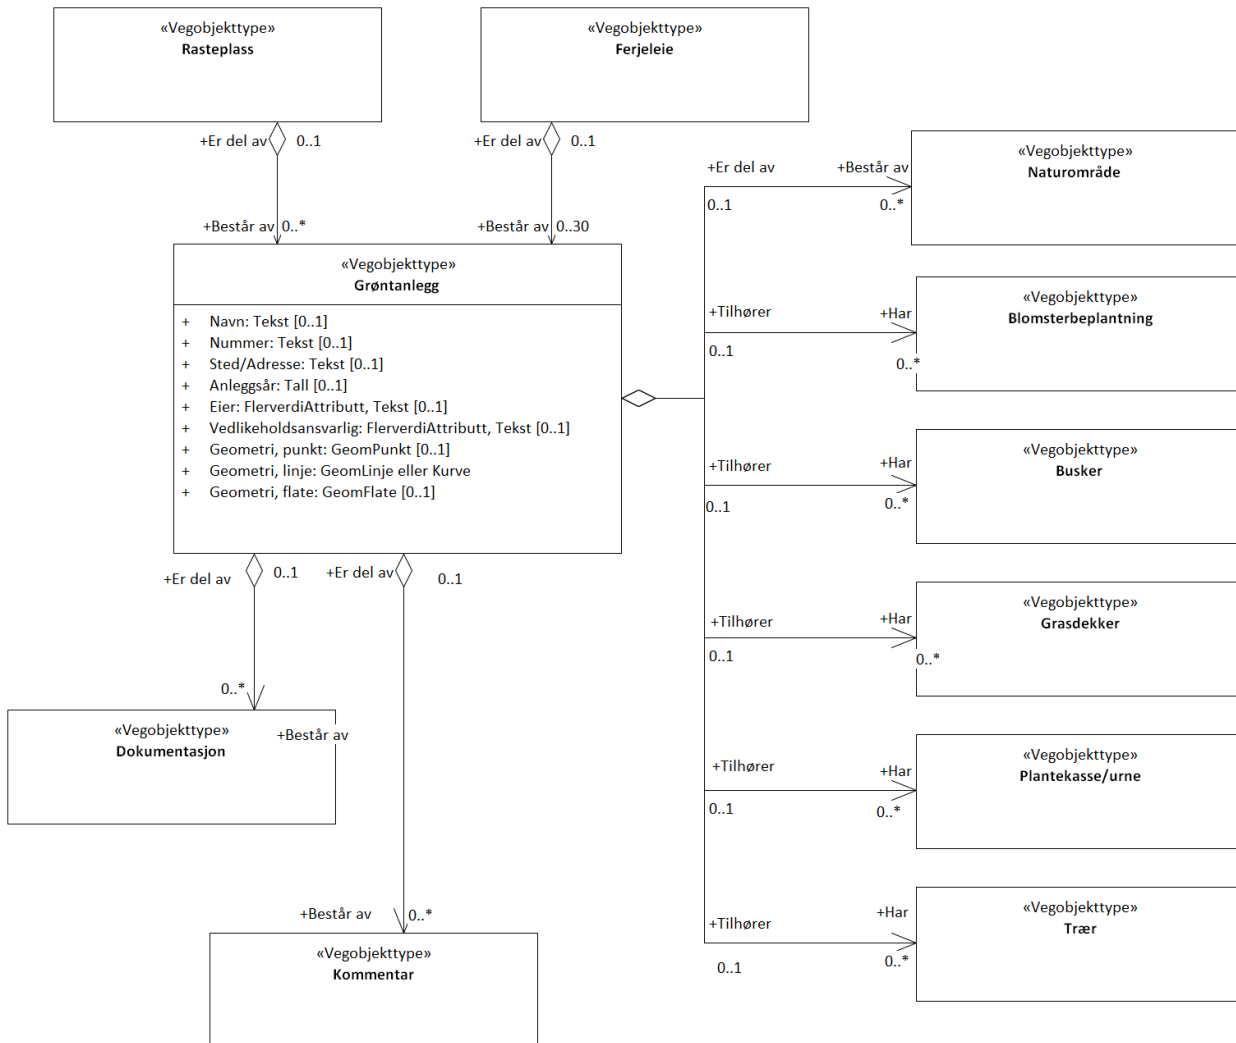 «Vegobjekttype»
Rasteplass
«Vegobjekttype»
Ferjeleie
+Er del av
0..1
+Er del av
0..1
+Består av
0..*
+Består av
0..30
«Vegobjekttype»
Grøntanlegg
+ Navn: Tekst [0..1]
+ Nummer: Tekst [0..1]
+ Sted/Adresse: Tekst [0..1]
+ Anleggsår: Tall [0..1]
+ Eier: FlerverdiAttributt, Tekst [0..1]
+ Vedlikeholdsansvarlig: FlerverdiAttributt, Tekst [0..1]
+ Geometri, punkt: GeomPunkt [0..1]
+ Geometri, linje: GeomLinje eller Kurve
+ Geometri, flate: GeomFlate [0..1]
+Er del av
+Består av
0..1
0..*
«Vegobjekttype»
Naturområde
+Tilhører
+Har
0..1
0..*
«Vegobjekttype»
Blomsterbeplantning
+Tilhører
+Har
0..1
0..*
«Vegobjekttype»
Busker
+Tilhører
+Har
0..1
0..*
«Vegobjekttype»
Grasdekker
+Tilhører
+Har
0..1
0..*
«Vegobjekttype»
Plantekasse/urne
+Tilhører
+Har
0..1
0..*
«Vegobjekttype»
Trær
+Er del av
0..1
+Er del av
0..1
0..*
+Består av
«Vegobjekttype»
Dokumentasjon
+Består av
0..*
«Vegobjekttype»
Kommentar